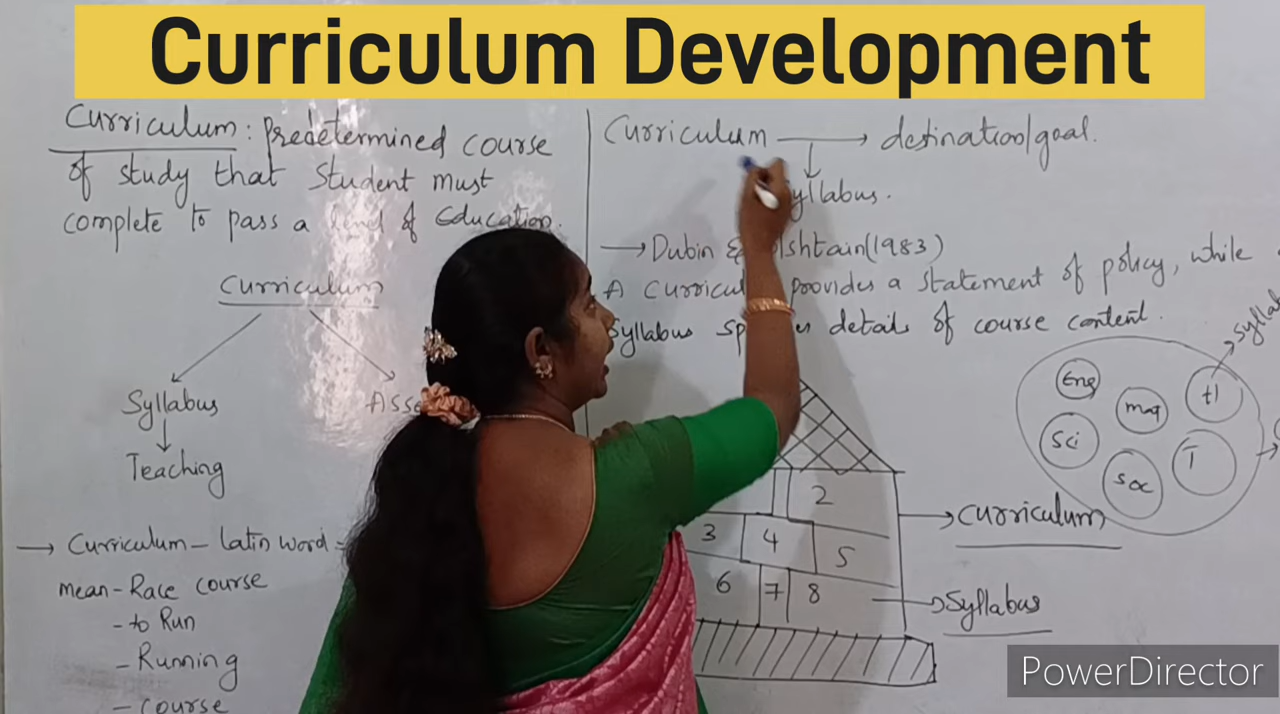 Curriculum Development
Curriculum : Predetermined course
of study that Student must
complete to pass a level of Education.
Curriculum
Syllabus
Teaching
→ Curriculum - Latin word -
mean - Race course
- to Run
- Running
- course
Curriculum → destination/goal.
Syllabus.
→ Dubin & (1983)
A provides a statement of policy, while
Syllabus details of course content.
Eng
maq
H
Sci
Soc
T
2
3 4 5
6 7 8
→ Curriculum
→ Syllabus
PowerDirector